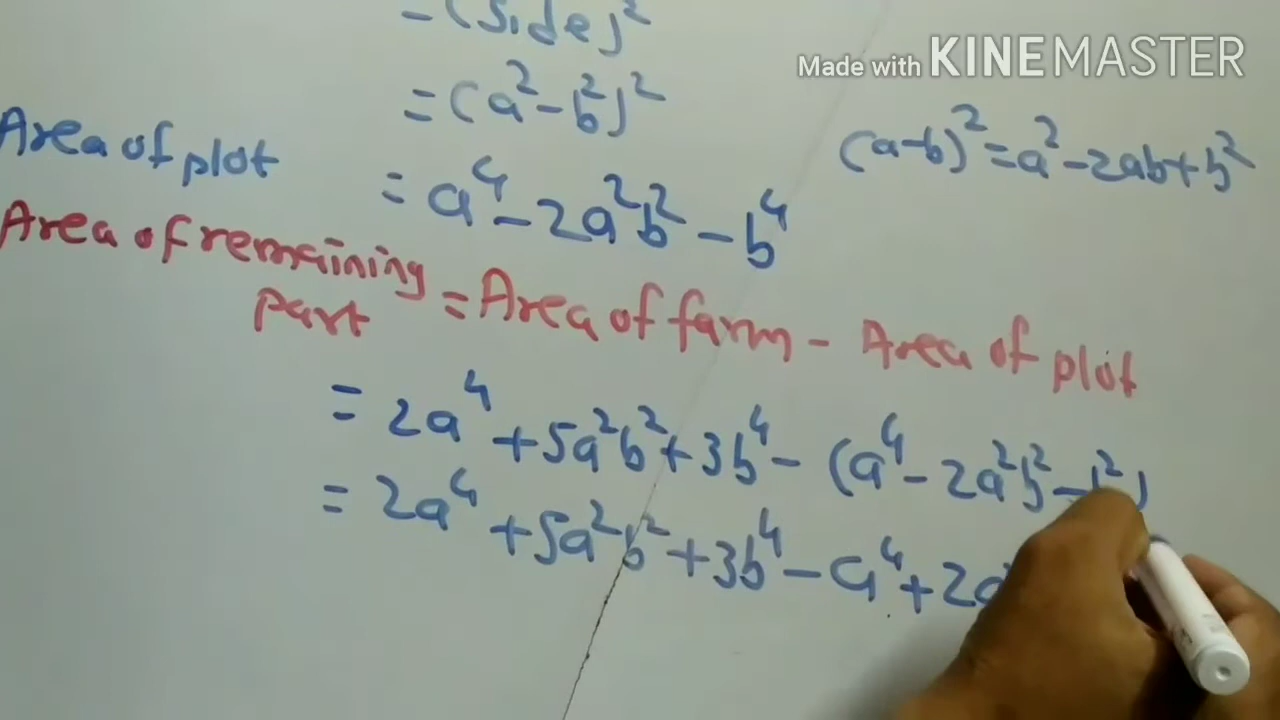 - (side)²
= (a² - b²)²
Made with KINEMASTER
(a-b)² = a² - 2ab + b²
Area of plot = a⁴ - 2a²b² - b⁴
Area of remaining part = Area of farm - Area of plot
= 2a⁴ + 5a²b² + 3b⁴ - (a⁴ - 2a²b² -
= 2a⁴ + 5a²b² + 3b⁴ - a⁴ + 2a